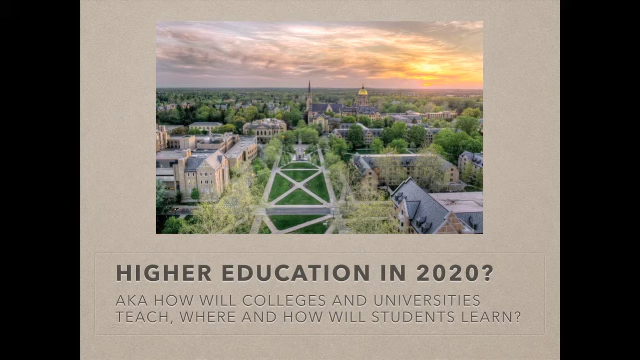 HIGHER EDUCATION IN 2020?
AKA HOW WILL COLLEGES AND UNIVERSITIES
TEACH, WHERE AND HOW WILL STUDENTS LEARN?